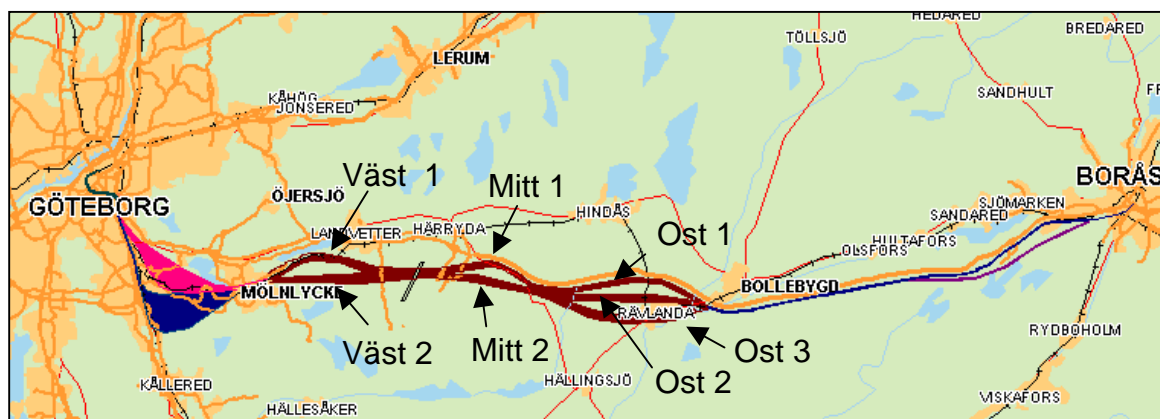 HEDARED
BREDARED
TÖLLSJÖ
LERUM
KÅHÖG
JONSERED
SANDHULT
Väst 1
Mitt 1
BORÅS
ÖJERSJÖ
GÖTEBORG
HINDÅS
SJÖMARKEN
SANDARED
LANDVETTER
HÄRRYDA
Ost 1
HULTAFORS
OLSFORS
MÖLNLYCKE
BOLLEBYGD
RÄVLANDA
RYDBOHOLM
Väst 2
Mitt 2
Ost 2
Ost 3
KÅLLERED
HÄLLINGSJÖ
VISKAFORS
HÄLLESÅKER